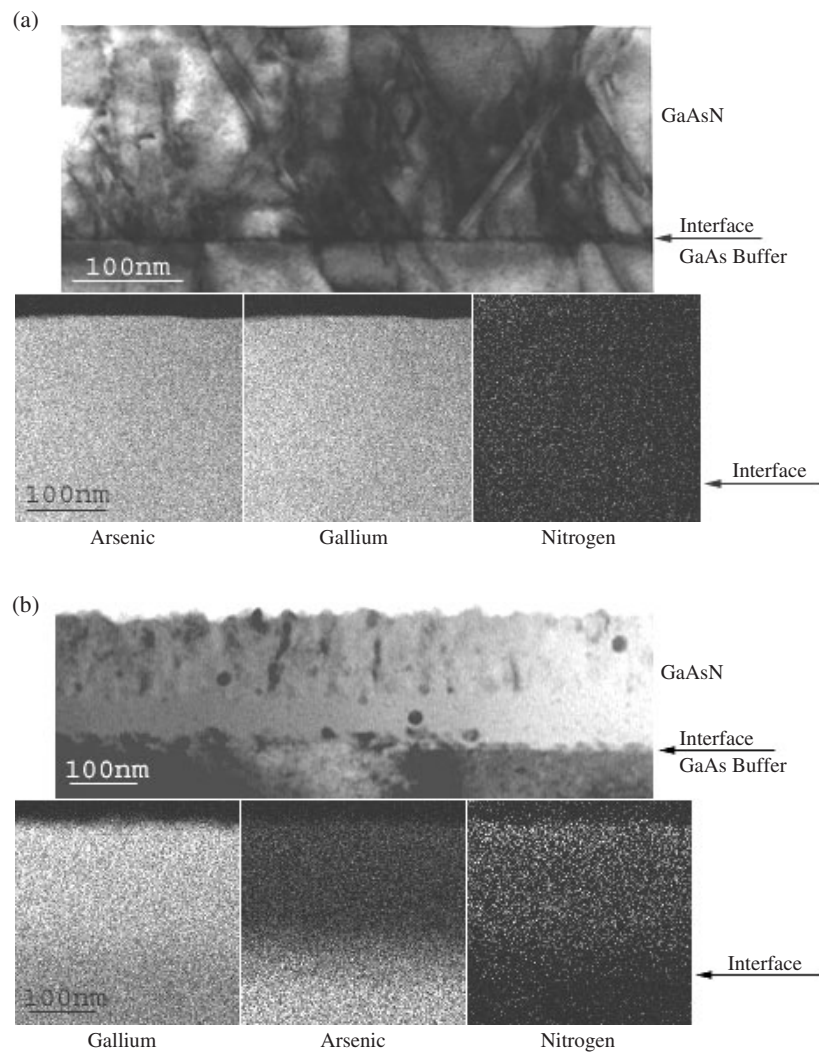 (a)
GaAsN
Interface
GaAs Buffer
100nm
Interface
100nm
Arsenic
Gallium
Nitrogen
(b)
GaAsN
Interface
GaAs Buffer
100nm
Interface
100nm
Gallium
Arsenic
Nitrogen